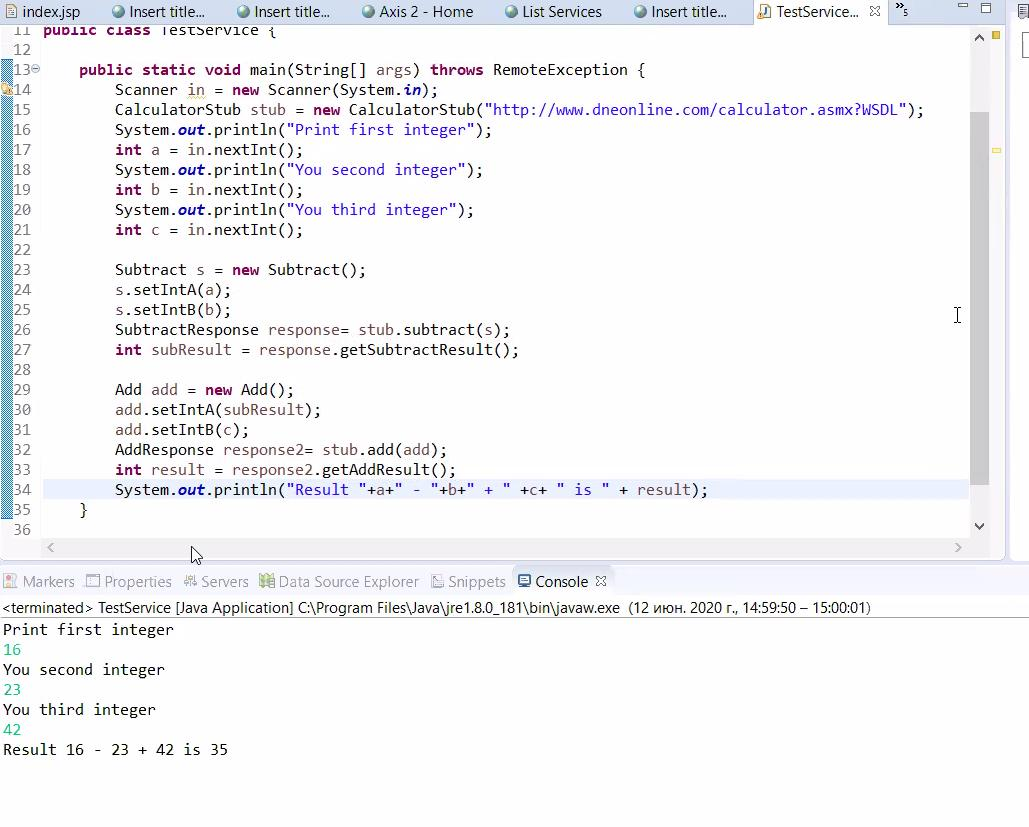 index.jsp Insert title... Insert title... Axis 2 - Home List Services Insert title... TestService... »5
11 public class TestService {
12
13 public static void main(String[] args) throws RemoteException {
14 Scanner in = new Scanner(System.in);
15 CalculatorStub stub = new CalculatorStub("http://www.dneonline.com/calculator.asmx?WSDL");
16 System.out.println("Print first integer");
17 int a = in.nextInt();
18 System.out.println("You second integer");
19 int b = in.nextInt();
20 System.out.println("You third integer");
21 int c = in.nextInt();
22
23 Subtract s = new Subtract();
24 s.setIntA(a);
25 s.setIntB(b);
26 SubtractResponse response= stub.subtract(s);
27 int subResult = response.getSubtractResult();
28
29 Add add = new Add();
30 add.setIntA(subResult);
31 add.setIntB(c);
32 AddResponse response2= stub.add(add);
33 int result = response2.getAddResult();
34 System.out.println("Result "+a+" - "+b+" + " +c+ " is " + result);
35 }
36
Markers Properties Servers Data Source Explorer Snippets Console
<terminated> TestService [Java Application] C:\Program Files\Java\jre1.8.0_181\bin\javaw.exe (12 июн. 2020 г., 14:59:50 – 15:00:01)
Print first integer
16
You second integer
23
You third integer
42
Result 16 - 23 + 42 is 35